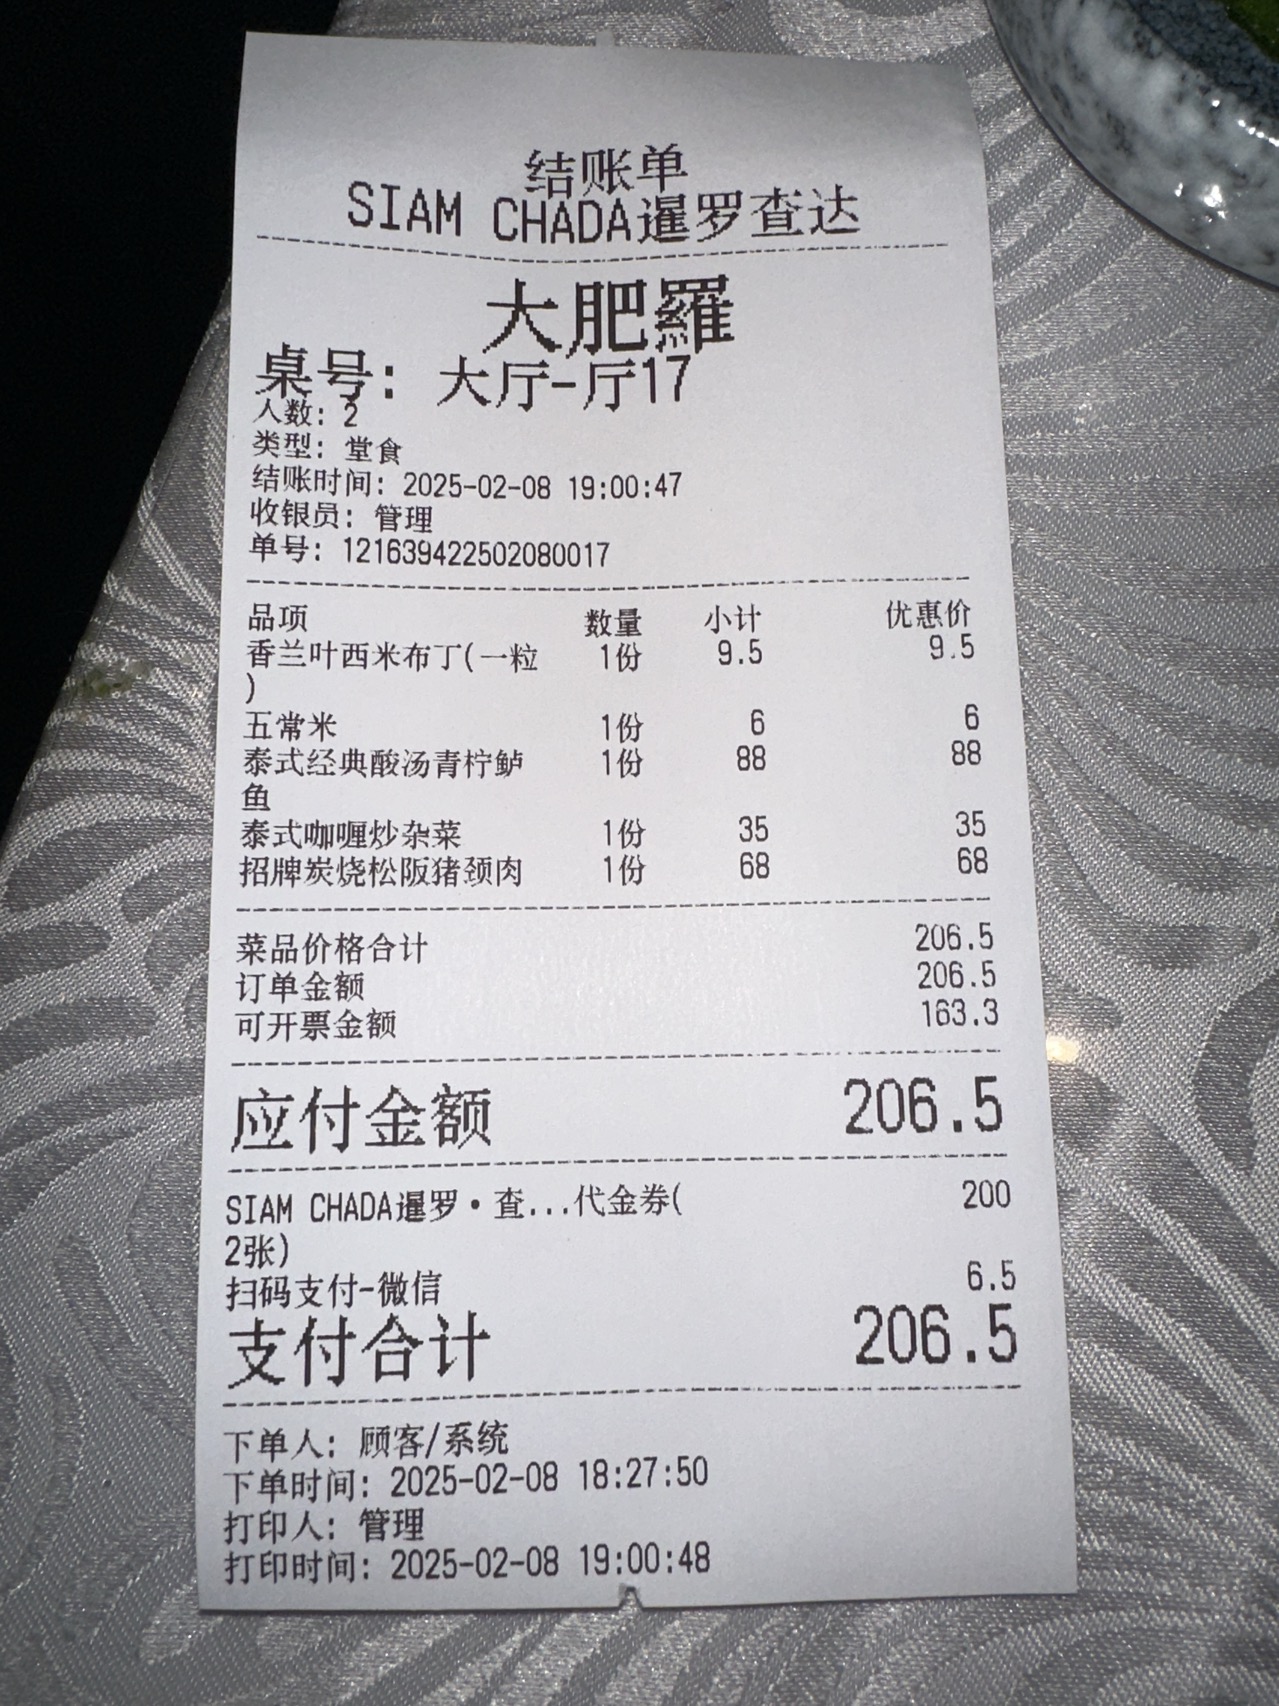 结账单
SIAM CHADA暹罗查达
大肥羅
桌号: 大厅-厅17
人数: 2
类型: 堂食
结账时间: 2025-02-08 19:00:47
收银员: 管理
单号: 121639422502080017
品项 数量 小计 优惠价
香兰叶西米布丁(一粒 1份 9.5 9.5
)
五常米 1份 6 6
泰式经典酸汤青柠鲈 1份 88 88
鱼
泰式咖喱炒杂菜 1份 35 35
招牌炭烧松阪猪颈肉 1份 68 68
菜品价格合计 206.5
订单金额 206.5
可开票金额 163.3
应付金额 206.5
SIAM CHADA暹罗·查...代金券( 200
2张)
扫码支付-微信 6.5
支付合计 206.5
下单人: 顾客/系统
下单时间: 2025-02-08 18:27:50
打印人: 管理
打印时间: 2025-02-08 19:00:48